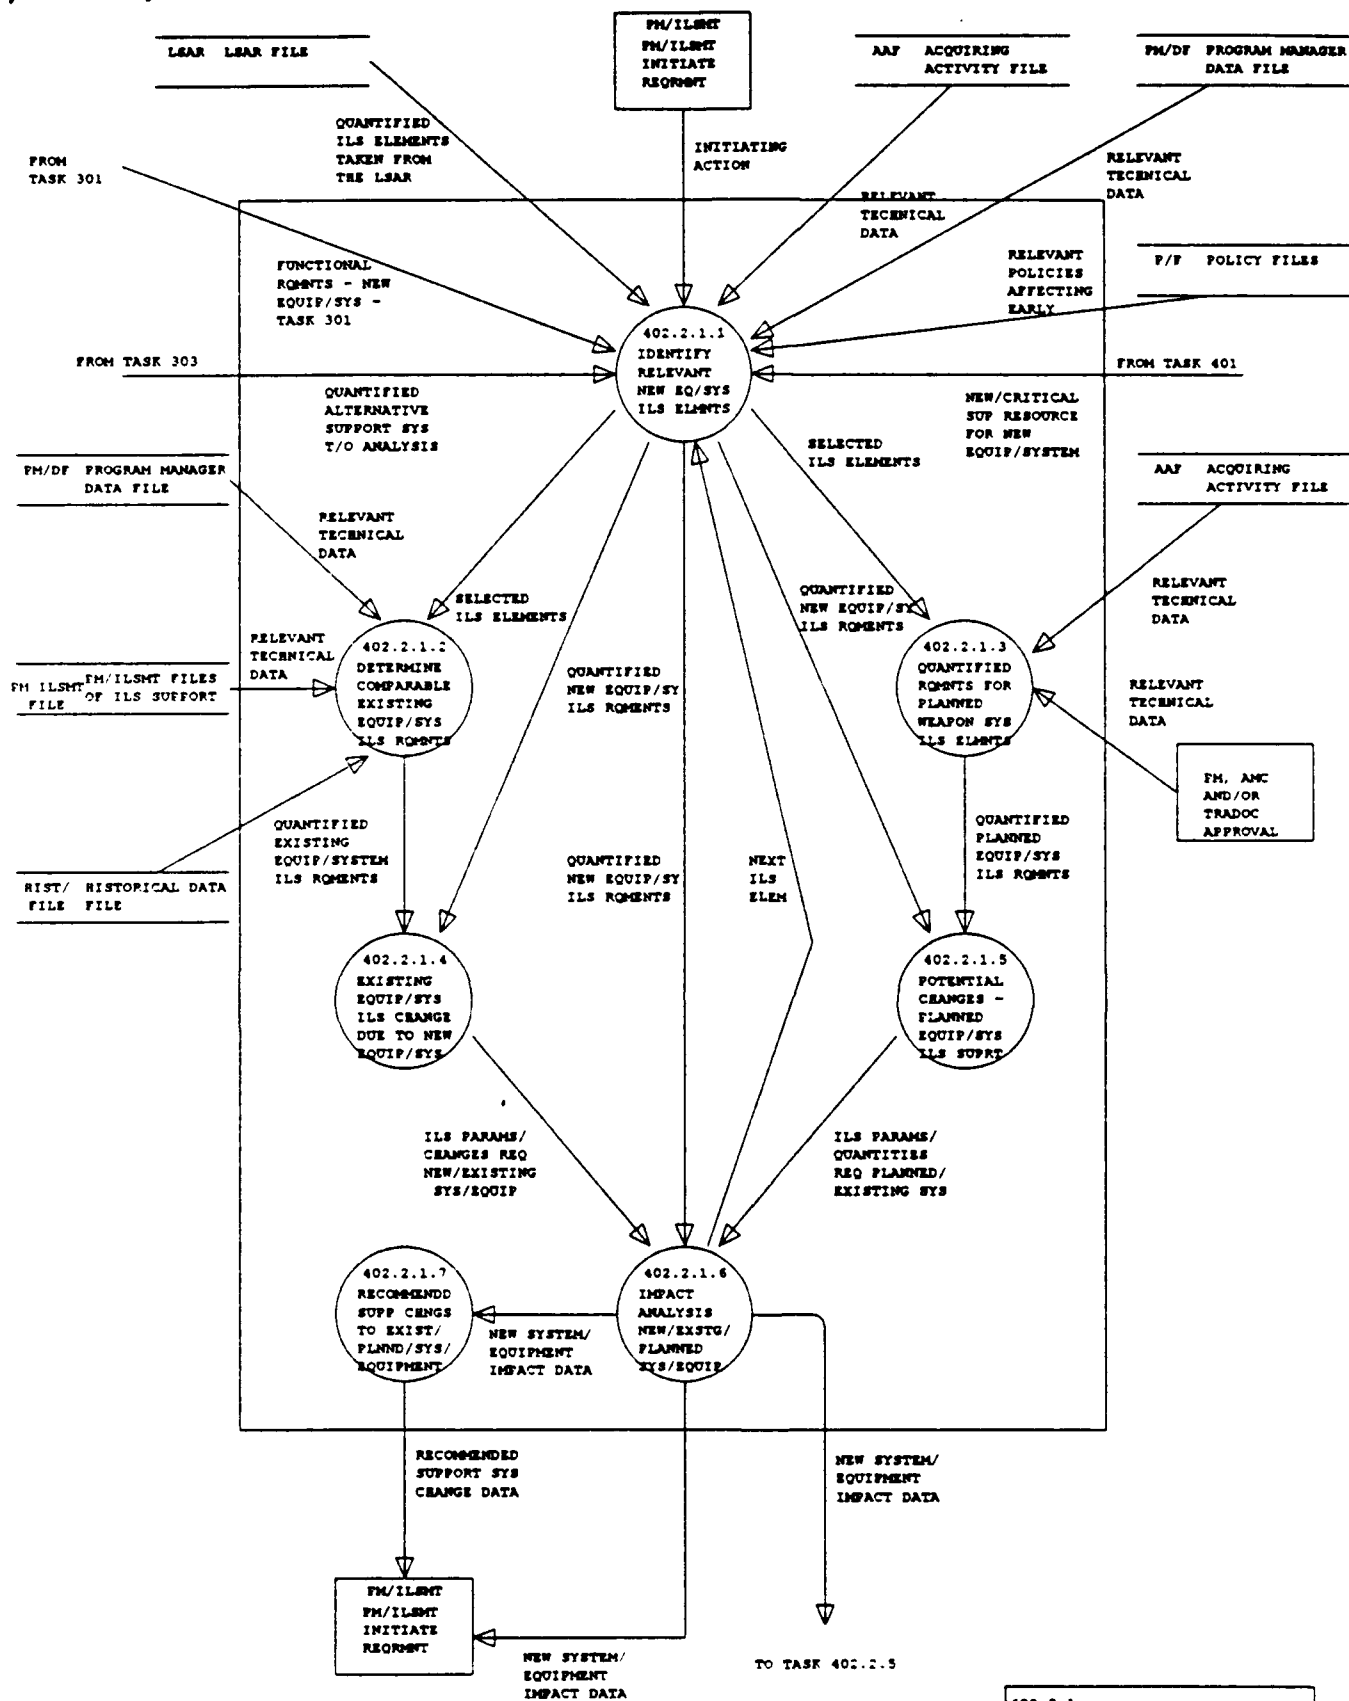 PM/ILSMT
PM/ILSMT
INITIATE
REQRMNT
LSAR LSAR FILE
AAF ACQUIRING
ACTIVITY FILE
PM/DF PROGRAM MANAGER
DATA FILE
QUANTIFIED
ILS ELEMENTS
TAKEN FROM
THE LSAR
INITIATING
ACTION
FROM
TASK 301
RELEVANT
TECHNICAL
DATA
RELEVANT
TECHNICAL
DATA
FUNCTIONAL
RQMNTS - NEW
EQUIP/SYS -
TASK 301
RELEVANT
POLICIES
AFFECTING
EARLY
P/F POLICY FILES
402.2.1.1
IDENTIFY
RELEVANT
NEW EQ/SYS
ILS ELMNTS
FROM TASK 303
FROM TASK 401
QUANTIFIED
ALTERNATIVE
SUPPORT SYS
T/O ANALYSIS
NEW/CRITICAL
SUP RESOURCE
FOR NEW
EQUIP/SYSTEM
SELECTED
ILS ELEMENTS
PM/DF PROGRAM MANAGER
DATA FILE
AAF ACQUIRING
ACTIVITY FILE
RELEVANT
TECHNICAL
DATA
SELECTED
ILS ELEMENTS
QUANTIFIED
NEW EQUIP/SY
ILS RQMENTS
RELEVANT
TECHNICAL
DATA
RELEVANT
TECHNICAL
DATA
402.2.1.2
DETERMINE
COMPARABLE
EXISTING
EQUIP/SYS
ILS RQMNTS
402.2.1.3
QUANTIFIED
RQMNTS FOR
PLANNED
WEAPON SYS
ILS ELMNTS
PM ILSMT PM/ILSMT FILES
FILE OF ILS SUPPORT
QUANTIFIED
NEW EQUIP/SY
ILS RQMENTS
RELEVANT
TECHNICAL
DATA
PM, AMC
AND/OR
TRADOC
APPROVAL
QUANTIFIED
EXISTING
EQUIP/SYSTEM
ILS RQMENTS
QUANTIFIED
PLANNED
EQUIP/SYS
ILS RQMNTS
QUANTIFIED
NEW EQUIP/SY
ILS RQMENTS
NEXT
ILS
ELEM
HIST/ HISTORICAL DATA
FILE FILE
402.2.1.4
EXISTING
EQUIP/SYS
ILS CHANGE
DUE TO NEW
EQUIP/SYS
402.2.1.5
POTENTIAL
CHANGES -
PLANNED
EQUIP/SYS
ILS SUPRT
ILS PARAMS/
CHANGES REQ
NEW/EXISTING
SYS/EQUIP
ILS PARAMS/
QUANTITIES
REQ PLANNED/
EXISTING SYS
402.2.1.7
RECOMMENDD
SUPP CHNGS
TO EXIST/
PLNND/SYS/
EQUIPMENT
402.2.1.6
IMPACT
ANALYSIS
NEW/EXSTG/
PLANNED
SYS/EQUIP
NEW SYSTEM/
EQUIPMENT
IMPACT DATA
RECOMMENDED
SUPPORT SYS
CHANGE DATA
NEW SYSTEM/
EQUIPMENT
IMPACT DATA
PM/ILSMT
PM/ILSMT
INITIATE
REQRMNT
NEW SYSTEM/
EQUIPMENT
IMPACT DATA
TO TASK 402.2.5